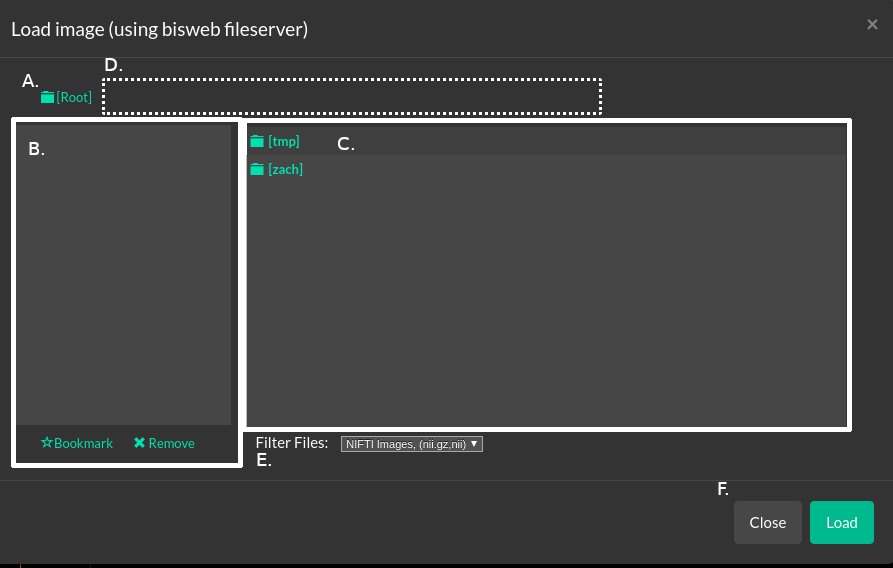 Load image (using bisweb fileserver)
×
D.
A.
[Root]
B.
[tmp]
C.
[zach]
Bookmark
Remove
Filter Files:
NIFTI Images, (nii.gz,nii)
E.
F.
Close
Load